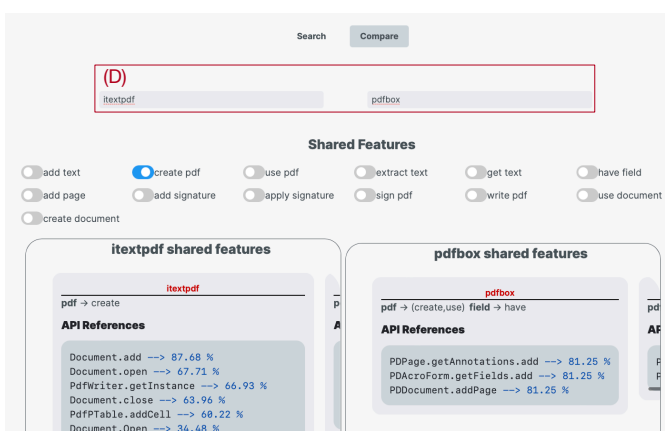 Search Compare
(D)
itextpdf pdfbox
Shared Features
add text create pdf use pdf extract text get text have field
add page add signature apply signature sign pdf write pdf use document
create document
itextpdf shared features
itextpdf
pdf → create
API References
Document.add --> 87.68 %
Document.open --> 67.71 %
PdfWriter.getInstance --> 66.93 %
Document.close --> 63.96 %
PdfPTable.addCell --> 60.22 %
Document.Open --> 34.48 %
pdfbox shared features
pdfbox
pdf → (create,use) field → have
API References
PDPage.getAnnotations.add --> 81.25 %
PDAcroForm.getFields.add --> 81.25 %
PDDocument.addPage --> 81.25 %